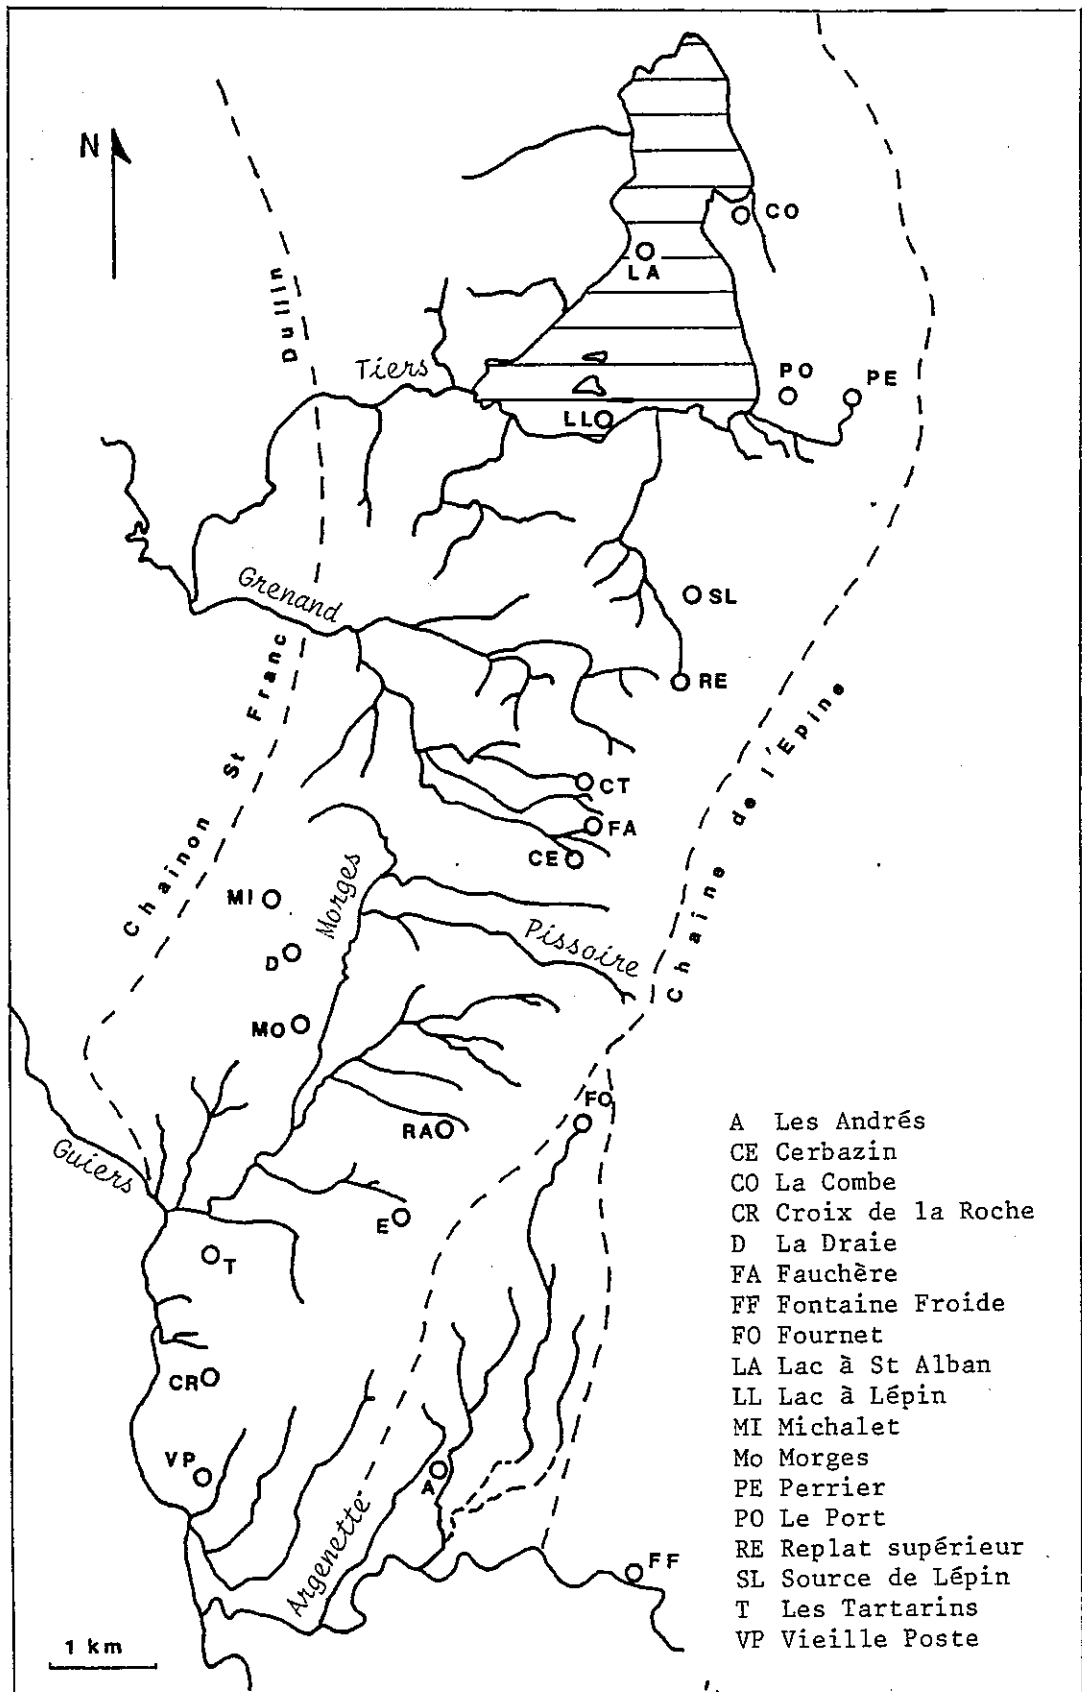 N
CO
LA
Dullin
Tiers
PO
PE
LL
Grenand
SL
RE
Chainon St Franc
Chaîne de l'Epine
CT
FA
CE
Morges
MI
Pissoire
D
MO
FO
RA
Guiers
E
T
CR
VP
A
Argenette
FF
1 km
A Les Andrés
CE Cerbazin
CO La Combe
CR Croix de la Roche
D La Draie
FA Fauchère
FF Fontaine Froide
FO Fournet
LA Lac à St Alban
LL Lac à Lépin
MI Michalet
Mo Morges
PE Perrier
PO Le Port
RE Replat supérieur
SL Source de Lépin
T Les Tartarins
VP Vieille Poste